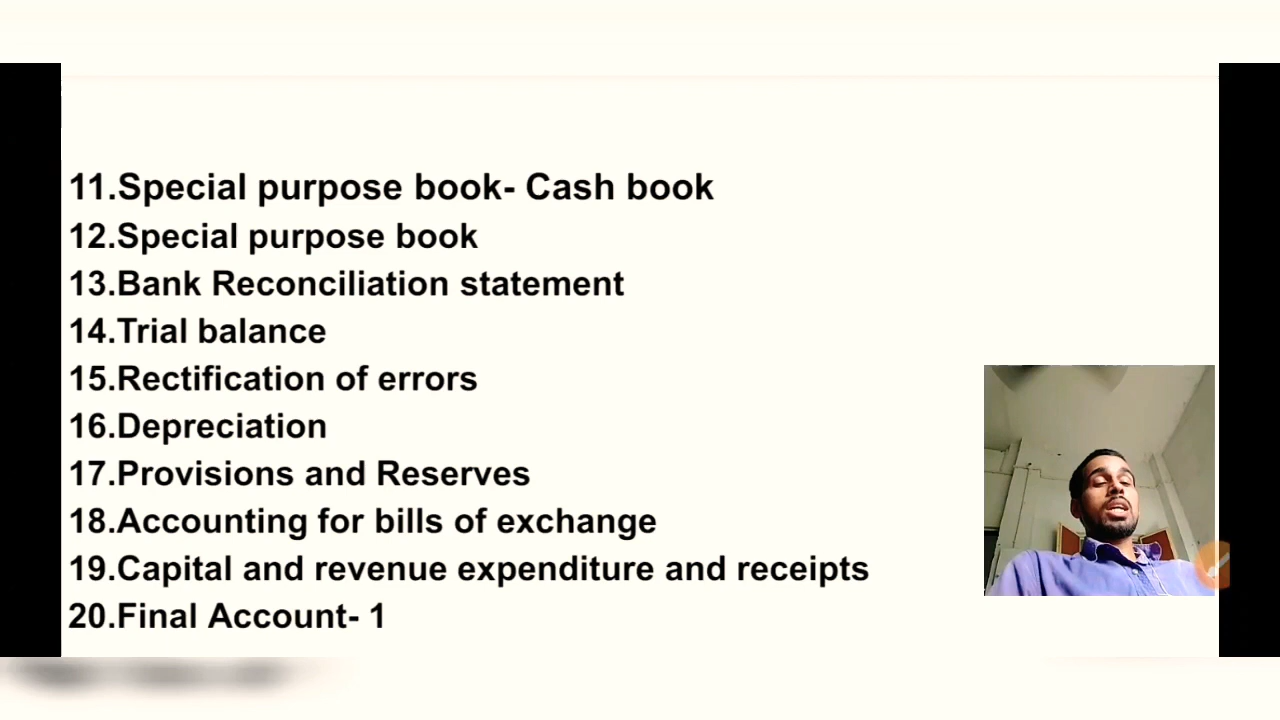 11.Special purpose book- Cash book
12.Special purpose book
13.Bank Reconciliation statement
14.Trial balance
15.Rectification of errors
16.Depreciation
17.Provisions and Reserves
18.Accounting for bills of exchange
19.Capital and revenue expenditure and receipts
20.Final Account- 1